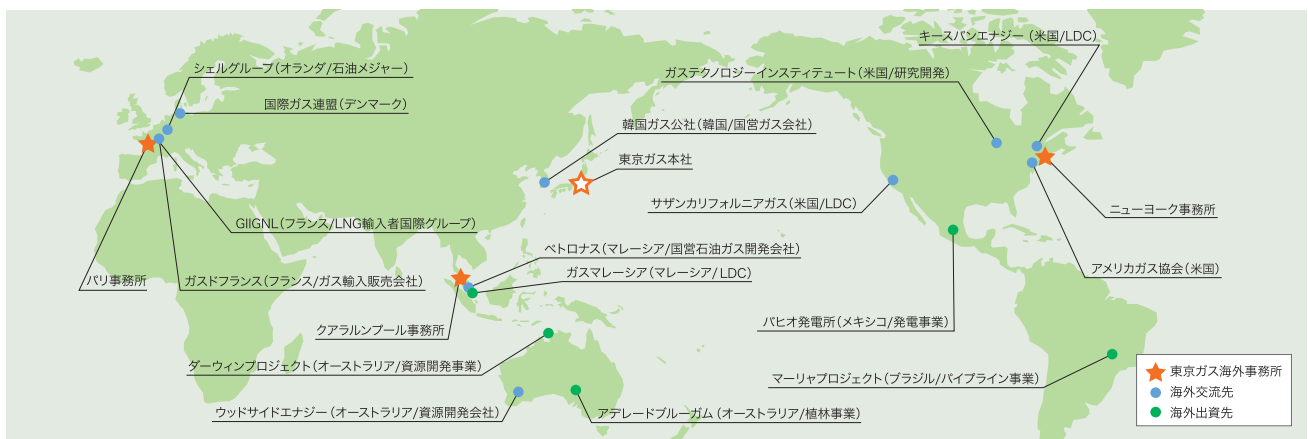 キースパンエナジー（米国/LDC）
シェルグループ（オランダ/石油メジャー）
ガステクノロジーインスティテュート（米国/研究開発）
国際ガス連盟（デンマーク）
韓国ガス公社（韓国/国営ガス会社）
東京ガス本社
サザンカリフォルニアガス（米国/LDC）
ニューヨーク事務所
GIIGNL（フランス/LNG輸入者国際グループ）
ペトロナス（マレーシア/国営石油ガス開発会社）
アメリカガス協会（米国）
ガスマレーシア（マレーシア/LDC）
パリ事務所
ガスドフランス（フランス/ガス輸入販売会社）
バヒオ発電所（メキシコ/発電事業）
クアラルンプール事務所
ダーウィンプロジェクト（オーストラリア/資源開発事業）
マーリャプロジェクト（ブラジル/パイプライン事業）
ウッドサイドエナジー（オーストラリア/資源開発会社）
アデレードブルーガム（オーストラリア/植林事業）
東京ガス海外事務所
海外交流先
海外出資先